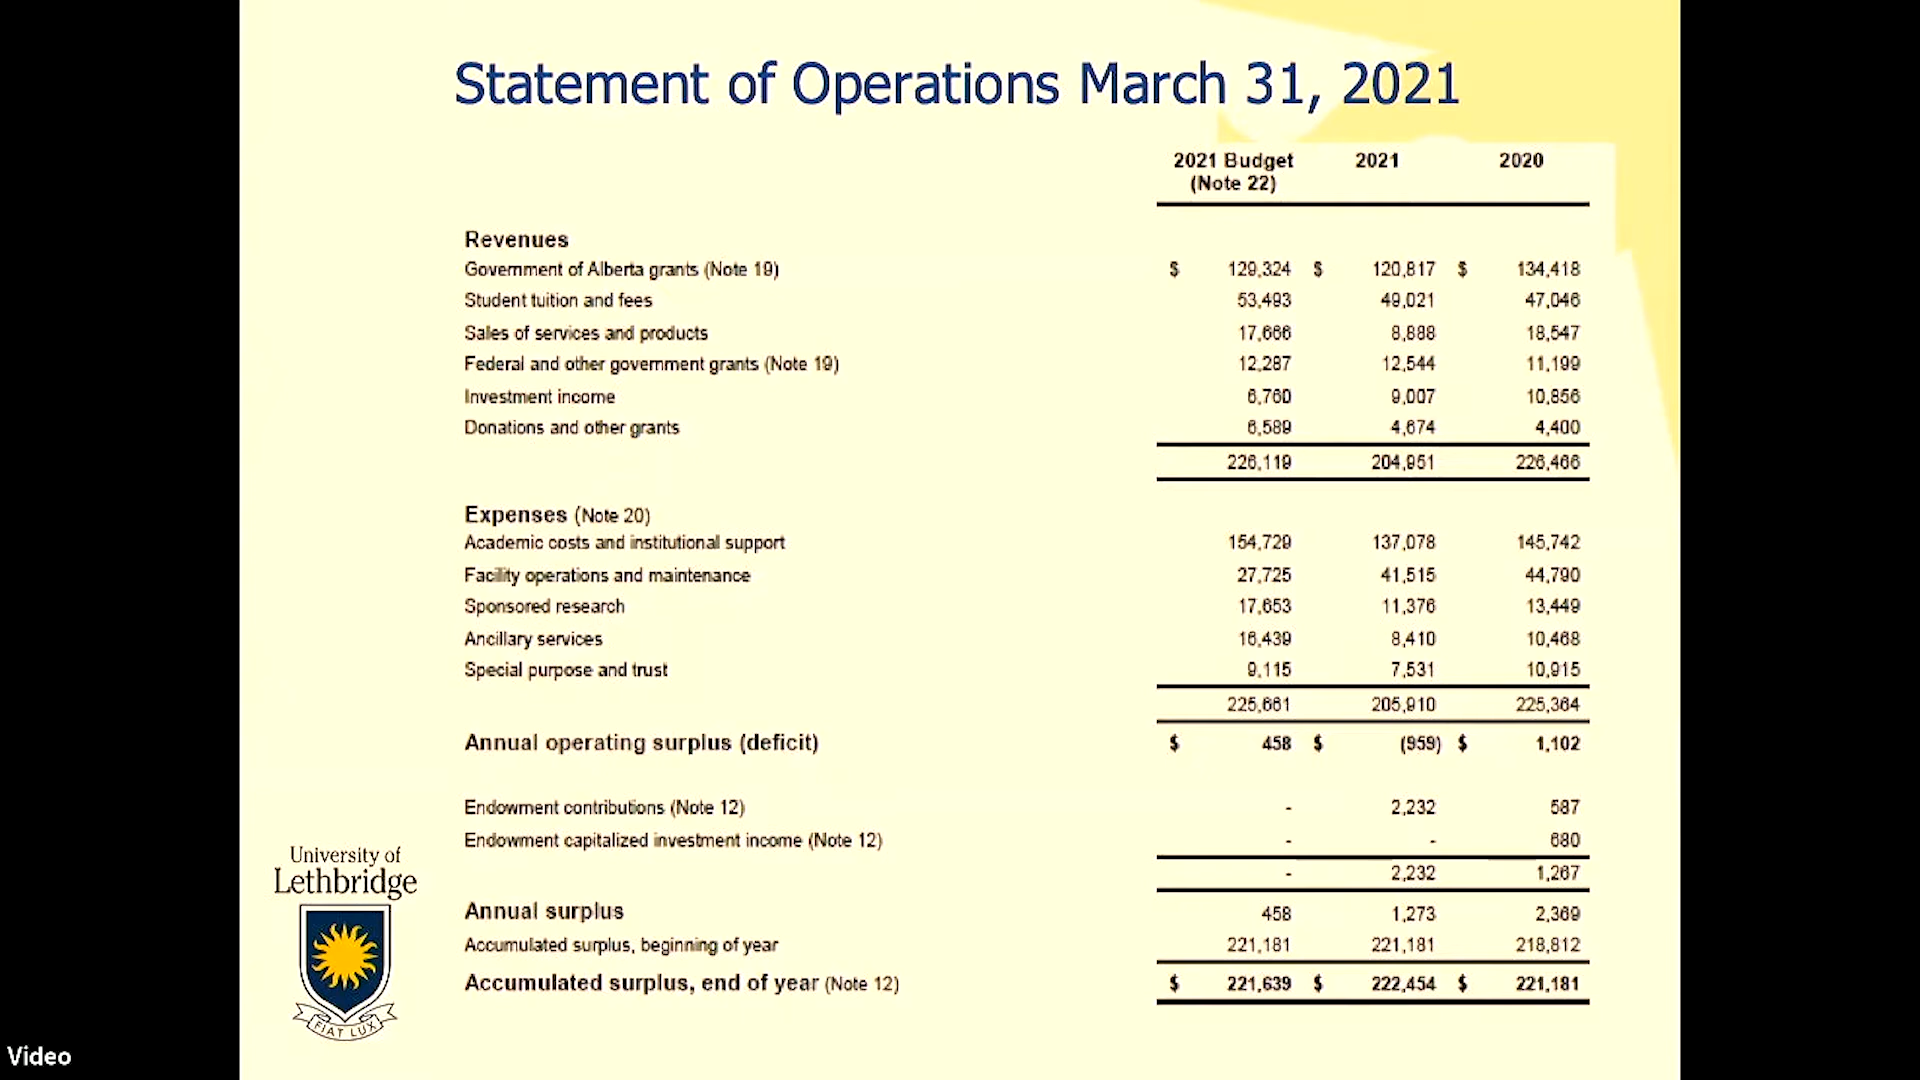 Statement of Operations March 31, 2021
2021 Budget 2021 2020
(Note 22)
Revenues
Government of Alberta grants (Note 19) $ 129,324 $ 120,817 $ 134,418
Student tuition and fees 53,493 49,021 47,046
Sales of services and products 17,666 8,888 18,547
Federal and other government grants (Note 19) 12,287 12,544 11,199
Investment income 6,760 9,007 10,856
Donations and other grants 6,589 4,674 4,400
226,119 204,951 226,466
Expenses (Note 20)
Academic costs and institutional support 154,729 137,078 145,742
Facility operations and maintenance 27,725 41,515 44,790
Sponsored research 17,653 11,376 13,449
Ancillary services 16,439 8,410 10,468
Special purpose and trust 9,115 7,531 10,915
225,661 205,910 225,364
Annual operating surplus (deficit) $ 458 $ (959) $ 1,102
Endowment contributions (Note 12) - 2,232 587
Endowment capitalized investment income (Note 12) - - 680
- 2,232 1,267
Annual surplus 458 1,273 2,369
Accumulated surplus, beginning of year 221,181 221,181 218,812
Accumulated surplus, end of year (Note 12) $ 221,639 $ 222,454 $ 221,181
University of
Lethbridge
FIAT LUX
Video